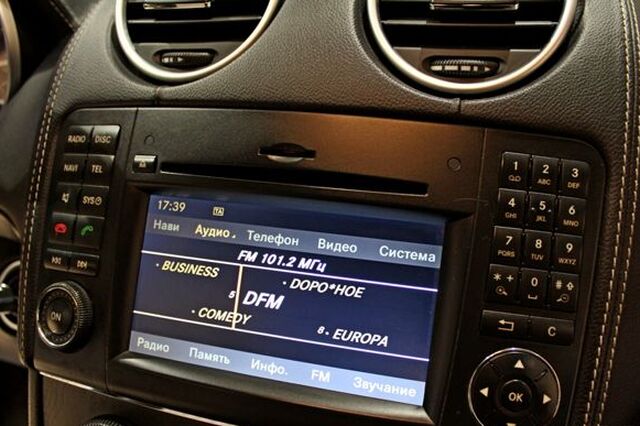 RADIO DISC
NAVI TEL
SYS
ON
17:39 TA
Нави Аудио Телефон Видео Система
FM 101.2 МГц
BUSINESS ДОРО*НОЕ
5 DFM
COMEDY 8 EUROPA
Радио Память Инфо. FM Звучание
1 2 ABC 3 DEF
4 GHI 5 JKL 6 MNO
7 PQRS 8 TUV 9 WXYZ
* 0 #
C
OK